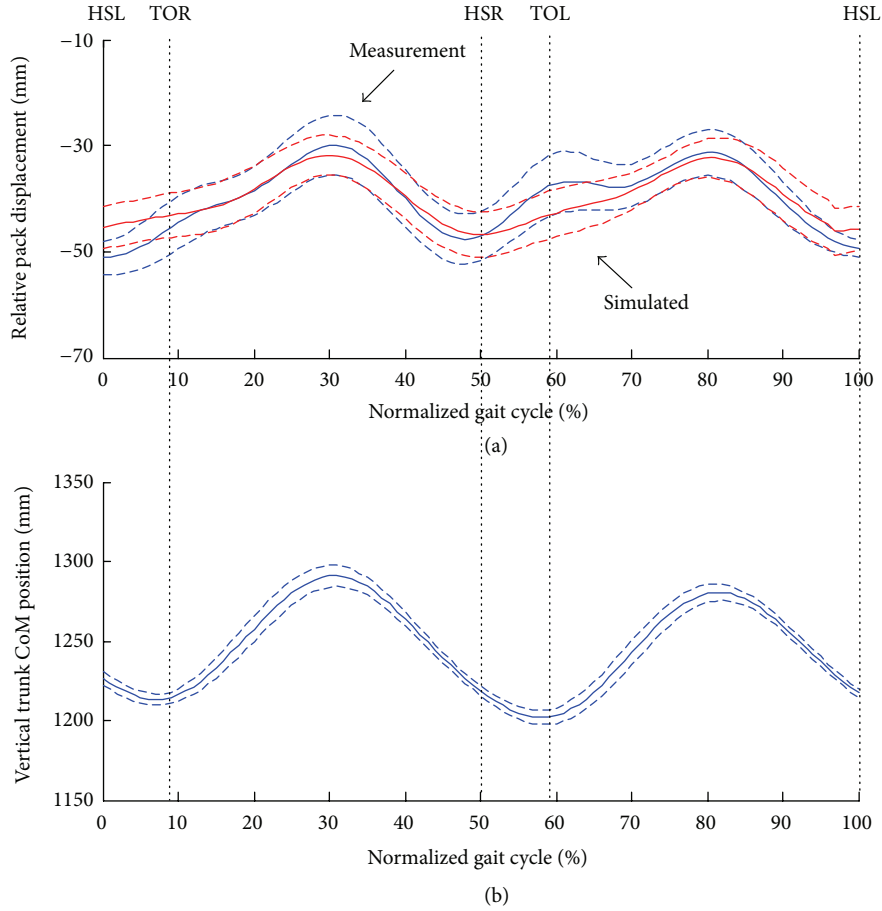 HSL TOR HSR TOL HSL
−10
−30
−50
−70
Relative pack displacement (mm)
Measurement
Simulated
0 10 20 30 40 50 60 70 80 90 100
Normalized gait cycle (%)
(a)
1350
1300
1250
1200
1150
Vertical trunk CoM position (mm)
0 10 20 30 40 50 60 70 80 90 100
Normalized gait cycle (%)
(b)